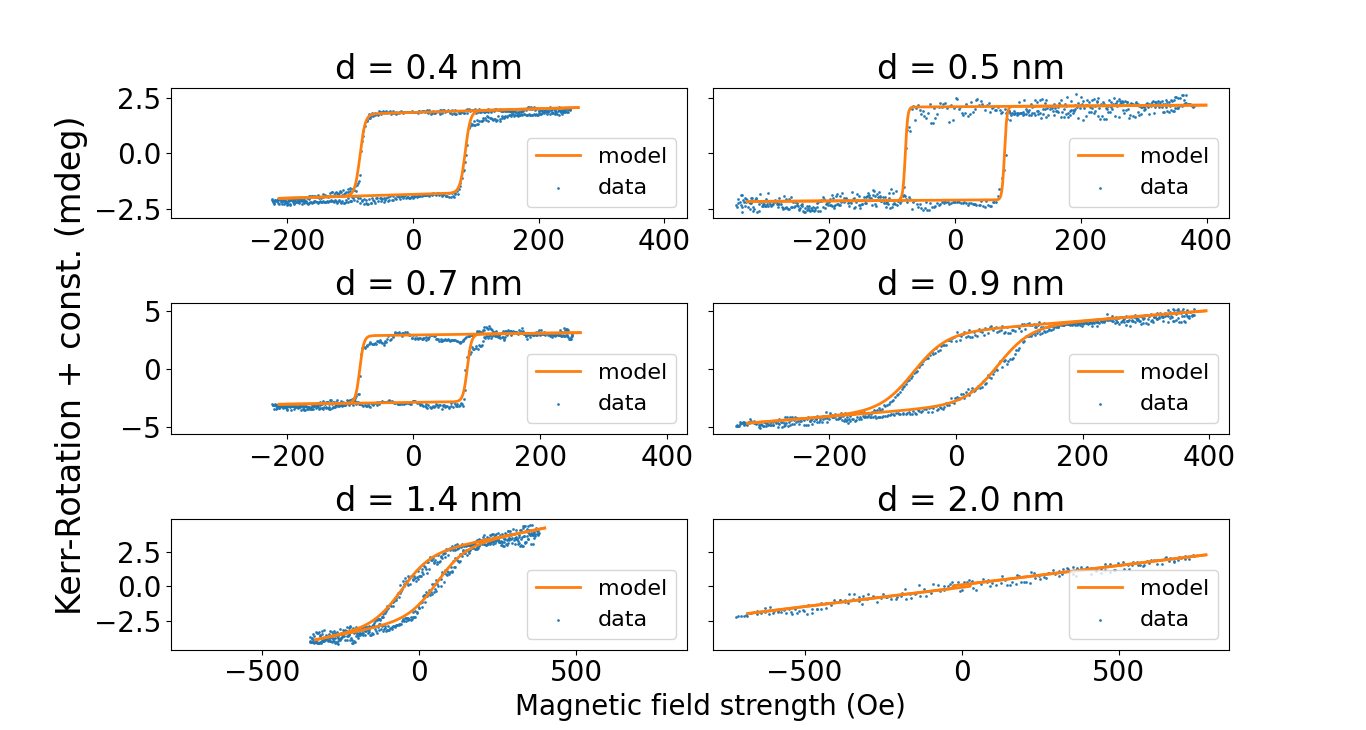 d = 0.4 nm
d = 0.5 nm
2.5
0.0
−2.5
model
data
model
data
−200 0 200 400
−200 0 200 400
d = 0.7 nm
d = 0.9 nm
5
0
−5
model
data
model
data
−200 0 200 400
−200 0 200 400
d = 1.4 nm
d = 2.0 nm
2.5
0.0
−2.5
model
data
model
data
−500 0 500
−500 0 500
Kerr-Rotation + const. (mdeg)
Magnetic field strength (Oe)